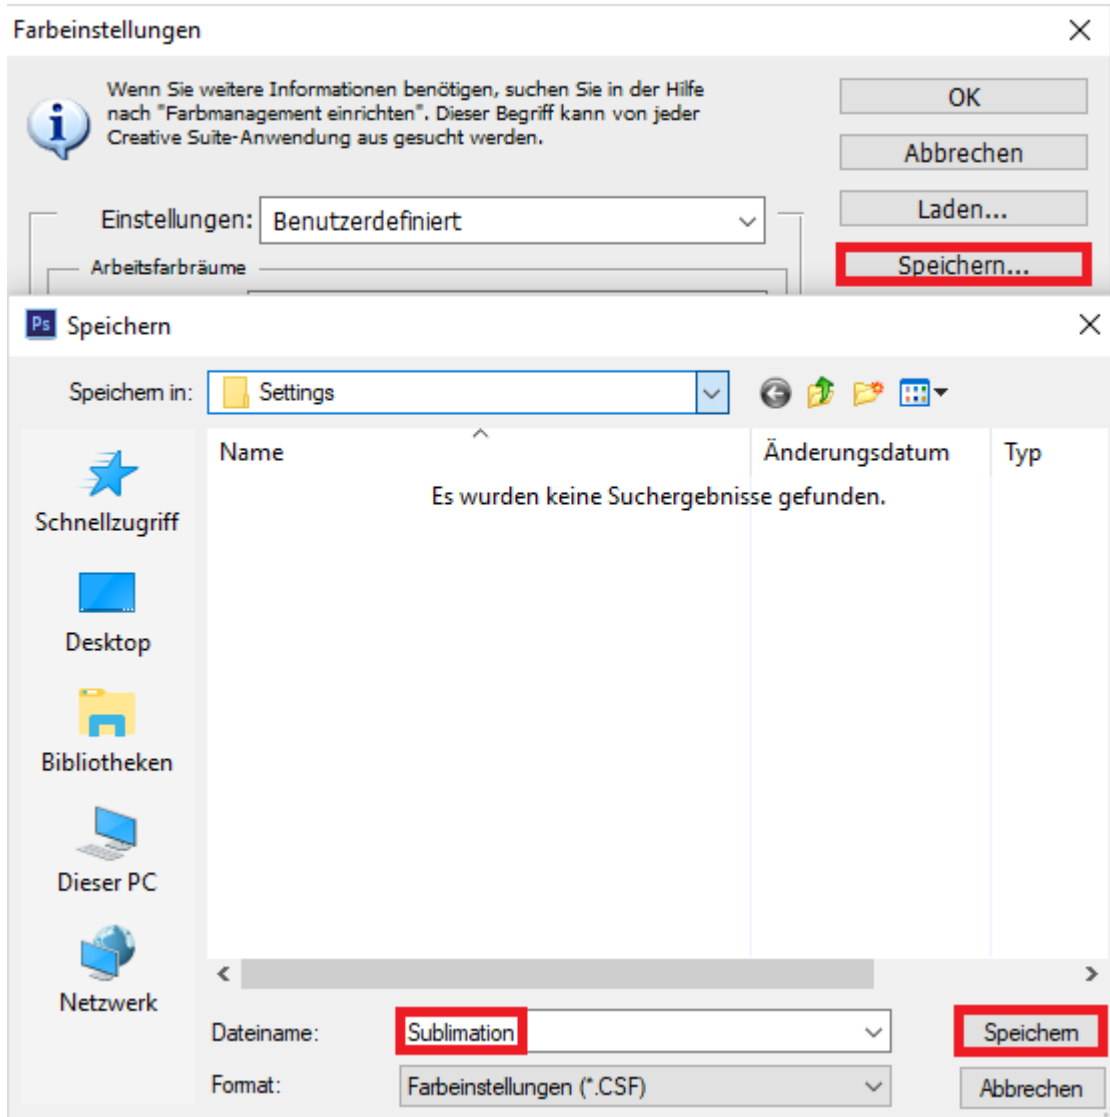 Farbeinstellungen
Wenn Sie weitere Informationen benötigen, suchen Sie in der Hilfe
nach "Farbmanagement einrichten". Dieser Begriff kann von jeder
Creative Suite-Anwendung aus gesucht werden.
OK
Abbrechen
Laden...
Speichern...
Einstellungen: Benutzerdefiniert
Arbeitsfarbräume
Ps Speichern
Speichern in: Settings
Name Änderungsdatum Typ
Es wurden keine Suchergebnisse gefunden.
Schnellzugriff
Desktop
Bibliotheken
Dieser PC
Netzwerk
Dateiname: Sublimation Speichern
Format: Farbeinstellungen (*.CSF) Abbrechen